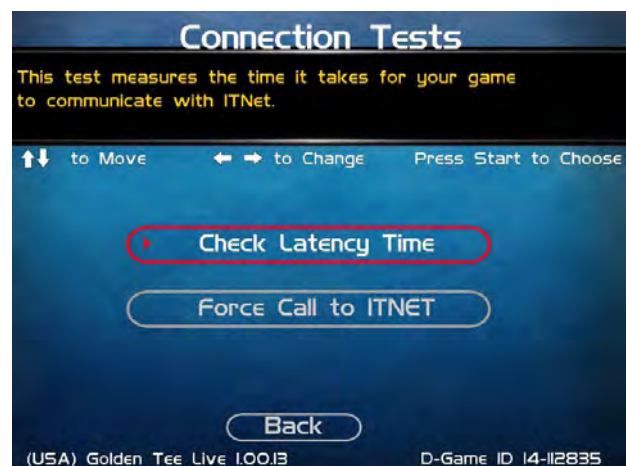 Connection Tests
This test measures the time it takes for your game
to communicate with ITNet.
to Move to Change Press Start to Choose
Check Latency Time
Force Call to ITNET
Back
(USA) Golden Tee Live 1.00.13 D-Game ID 14-112835